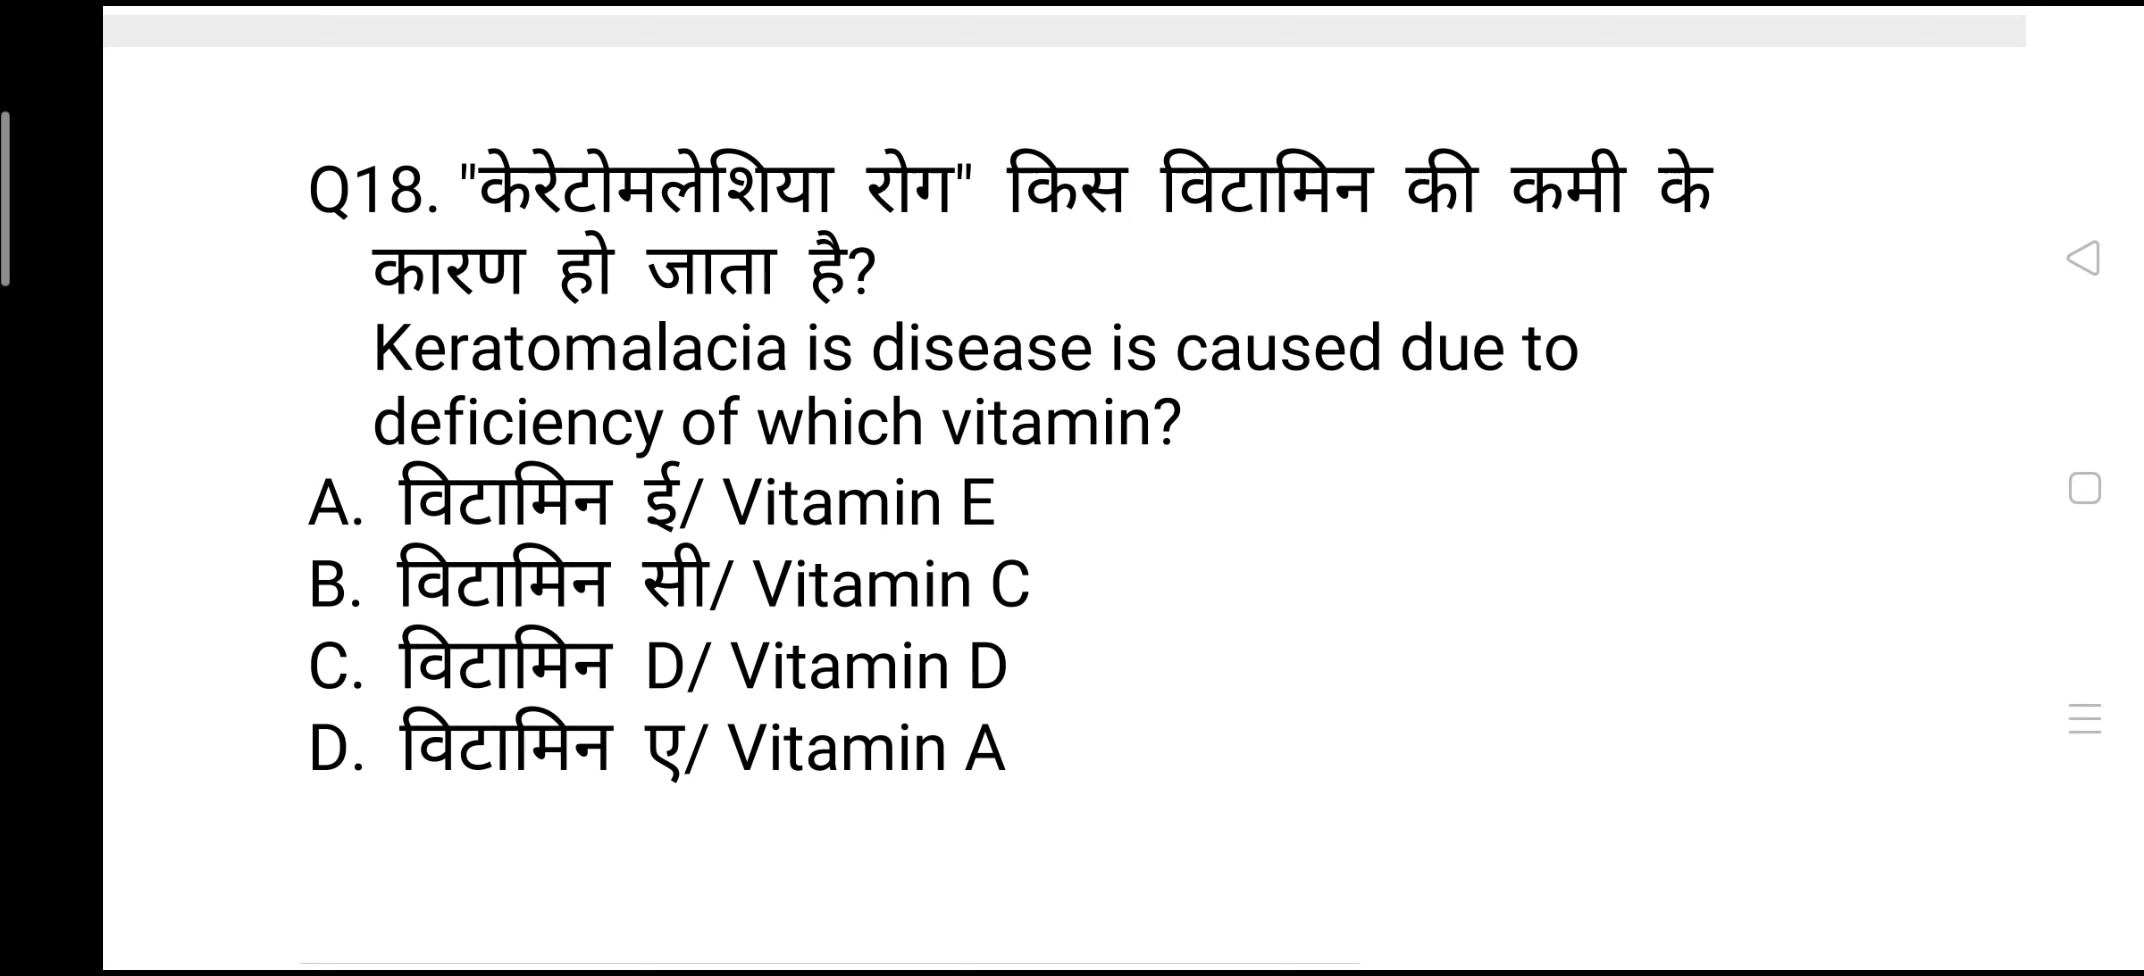 Q18. "केरेटोमलेशिया रोग" किस विटामिन की कमी के
कारण हो जाता है?
Keratomalacia is disease is caused due to
deficiency of which vitamin?
A. विटामिन ई/ Vitamin E
B. विटामिन सी/ Vitamin C
C. विटामिन D/ Vitamin D
D. विटामिन ए/ Vitamin A